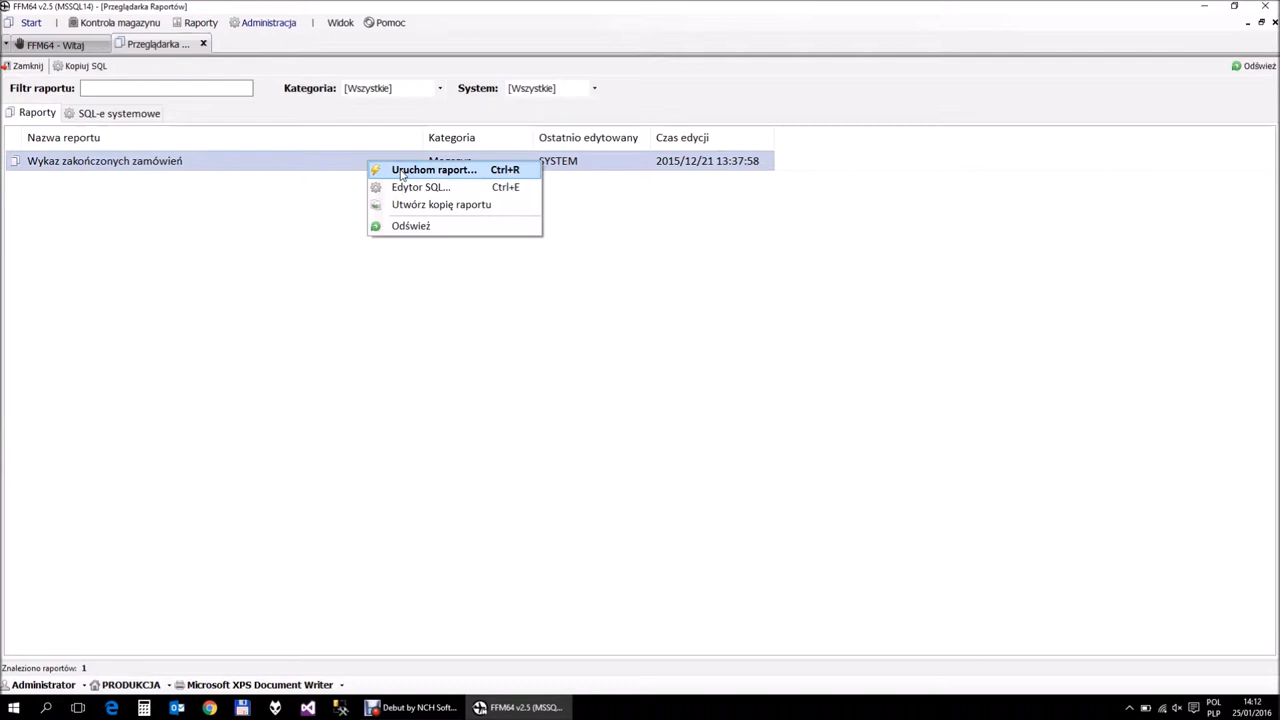 FFM64 v2.5 (MSSQL14) - [Przeglądarka Raportów]
Start Kontrola magazynu Raporty Administracja Widok Pomoc
FFM64 - Witaj Przeglądarka ...
Zamknij Kopiuj SQL Odśwież
Filtr raportu: Kategoria: [Wszystkie] System: [Wszystkie]
Raporty SQL-e systemowe
Nazwa reportu Kategoria Ostatnio edytowany Czas edycji
Wykaz zakończonych zamówień SYSTEM 2015/12/21 13:37:58
Uruchom raport... Ctrl+R
Edytor SQL... Ctrl+E
Utwórz kopię raportu
Odśwież
Znaleziono raportów: 1
Administrator PRODUKCJA Microsoft XPS Document Writer
Debut by NCH Soft... FFM64 v2.5 (MSSQ... POL 14:12
PLP 25/01/2016